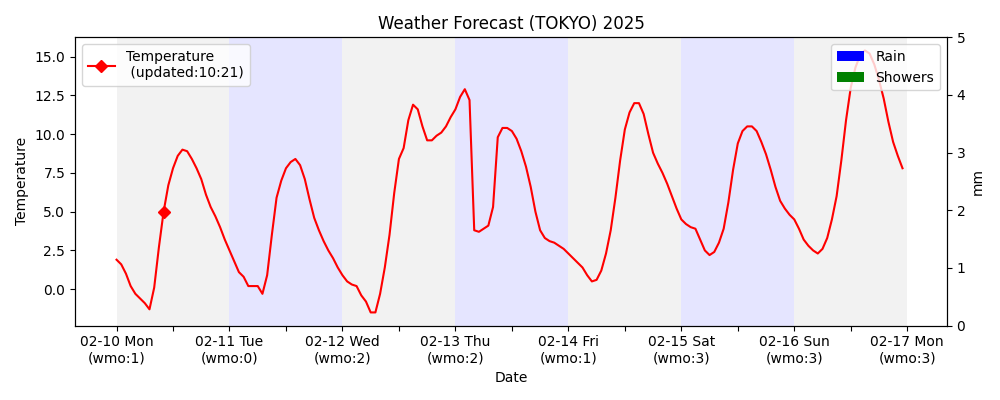 Weather Forecast (TOKYO) 2025
Temperature
(updated:10:21)
Rain
Showers
Temperature
15.0
12.5
10.0
7.5
5.0
2.5
0.0
5
4
3
2
1
0
mm
02-10 Mon
(wmo:1)
02-11 Tue
(wmo:0)
02-12 Wed
(wmo:2)
02-13 Thu
(wmo:2)
02-14 Fri
(wmo:1)
02-15 Sat
(wmo:3)
02-16 Sun
(wmo:3)
02-17 Mon
(wmo:3)
Date